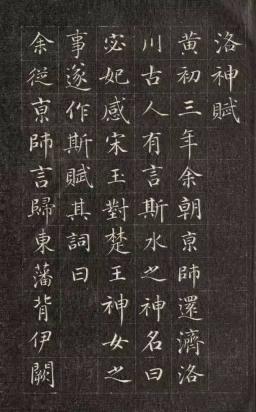 洛神賦
黃初三年余朝京師還濟洛
川古人有言斯水之神名曰
宓妃感宋玉對楚王神女之
事遂作斯賦其詞曰
余從京師言歸東藩背伊闕